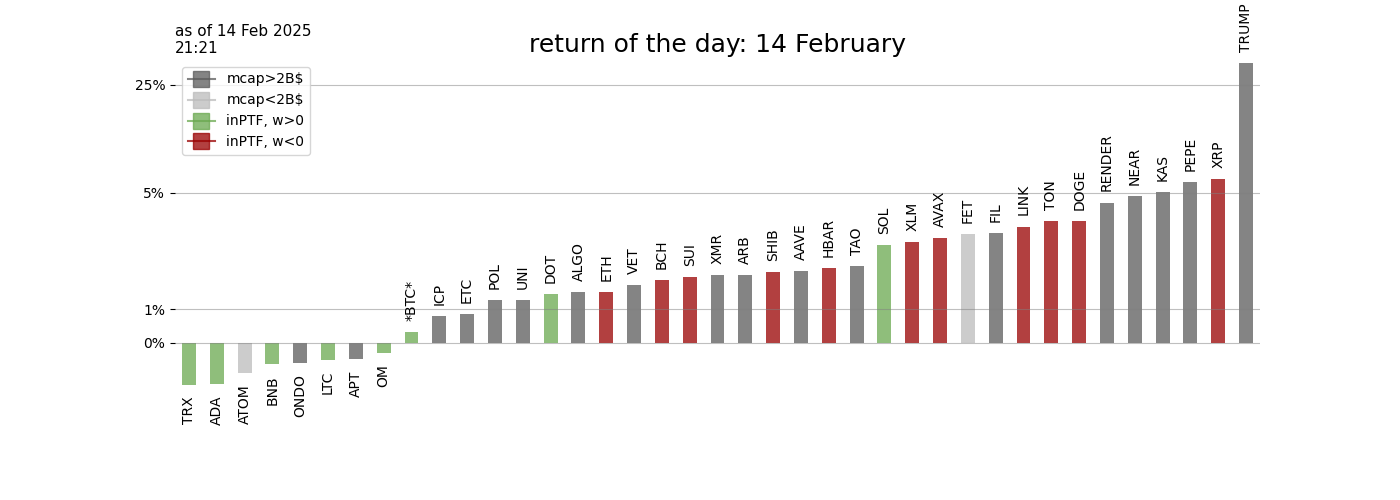 as of 14 Feb 2025
21:21
return of the day: 14 February
mcap>2B$
mcap<2B$
inPTF, w>0
inPTF, w<0
25%
5%
1%
0%
TRX
ADA
ATOM
BNB
ONDO
LTC
APT
OM
*BTC*
ICP
ETC
POL
UNI
DOT
ALGO
ETH
VET
BCH
SUI
XMR
ARB
SHIB
AAVE
HBAR
TAO
SOL
XLM
AVAX
FET
FIL
LINK
TON
DOGE
RENDER
NEAR
KAS
PEPE
XRP
TRUMP